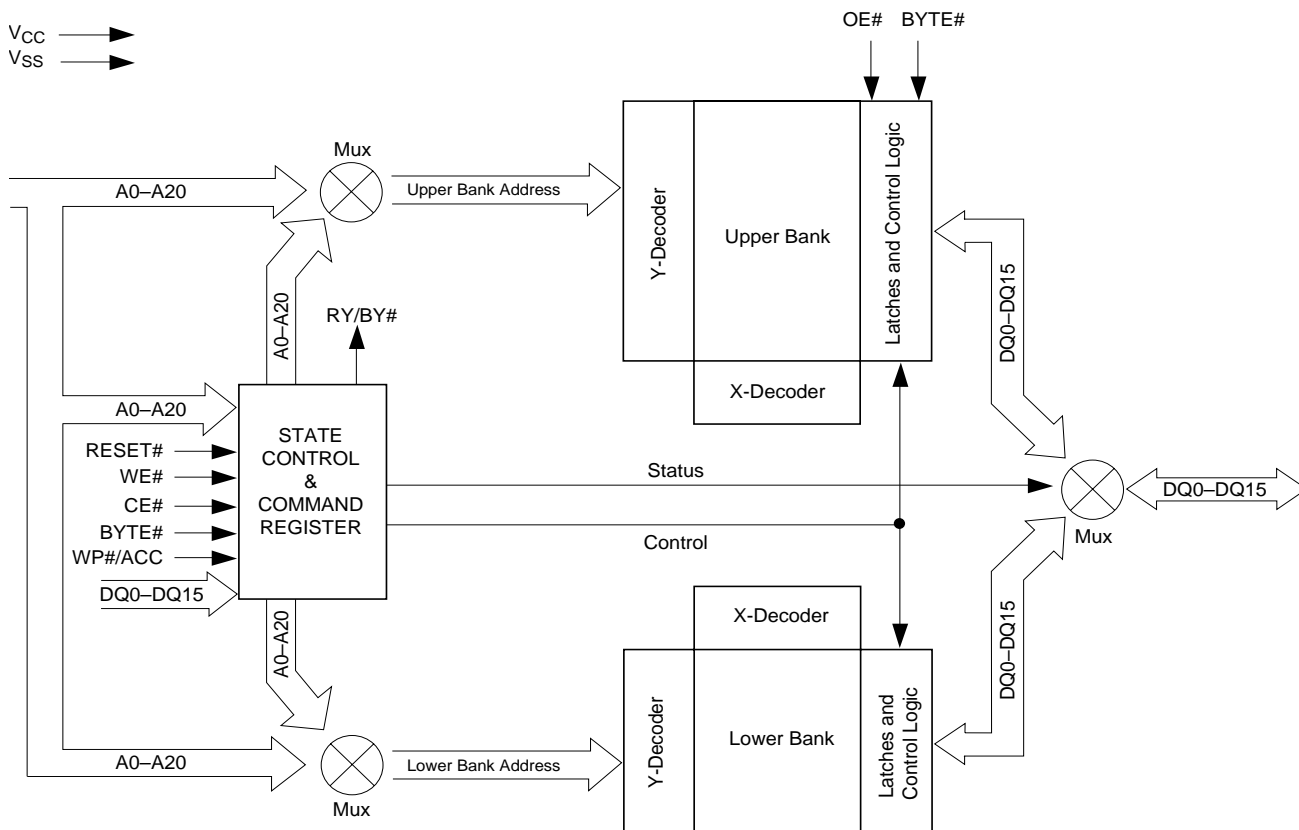 VCC
VSS
OE# BYTE#
Mux
A0–A20
Upper Bank Address
Y-Decoder
Upper Bank
Latches and Control Logic
X-Decoder
DQ0–DQ15
A0–A20
RY/BY#
A0–A20
RESET#
WE#
CE#
BYTE#
WP#/ACC
DQ0–DQ15
STATE
CONTROL
&
COMMAND
REGISTER
Status
Control
Mux
DQ0–DQ15
A0–A20
X-Decoder
Y-Decoder
Lower Bank
Latches and
Control Logic
DQ0–DQ15
A0–A20
Mux
Lower Bank Address